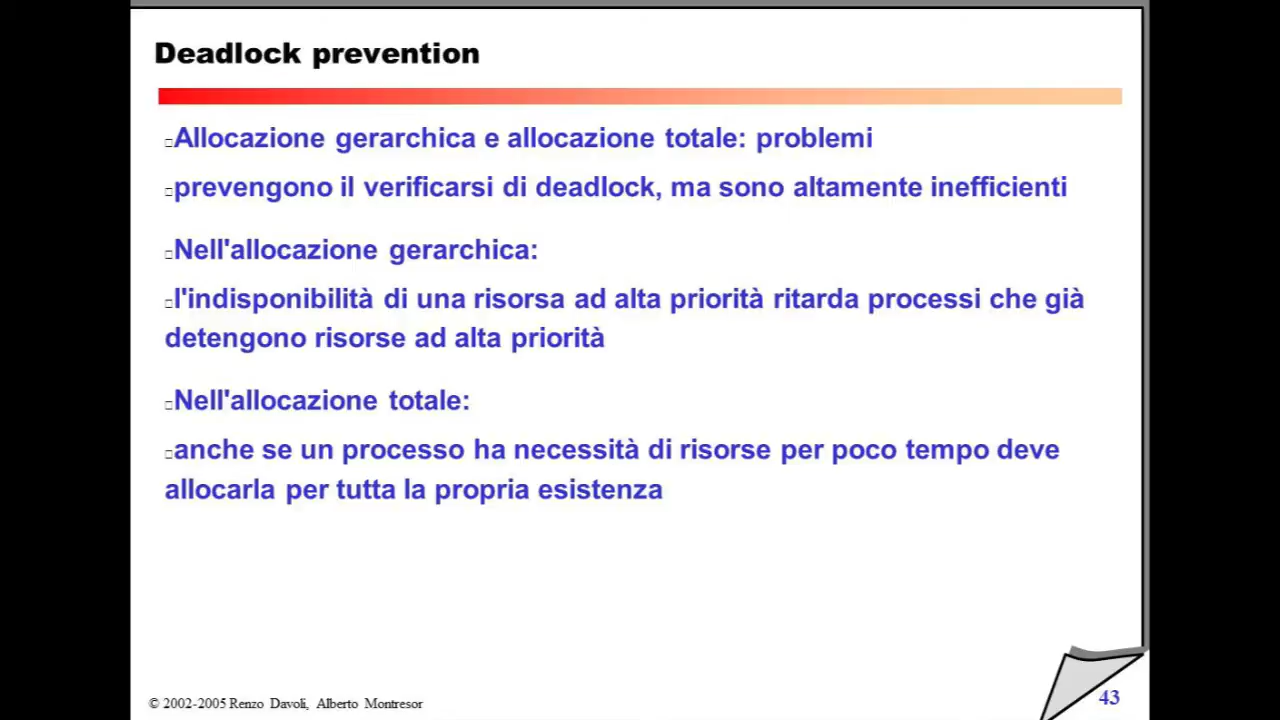 Deadlock prevention
Allocazione gerarchica e allocazione totale: problemi
prevengono il verificarsi di deadlock, ma sono altamente inefficienti
Nell'allocazione gerarchica:
l'indisponibilità di una risorsa ad alta priorità ritarda processi che già
detengono risorse ad alta priorità
Nell'allocazione totale:
anche se un processo ha necessità di risorse per poco tempo deve
allocarla per tutta la propria esistenza
© 2002-2005 Renzo Davoli, Alberto Montresor
43